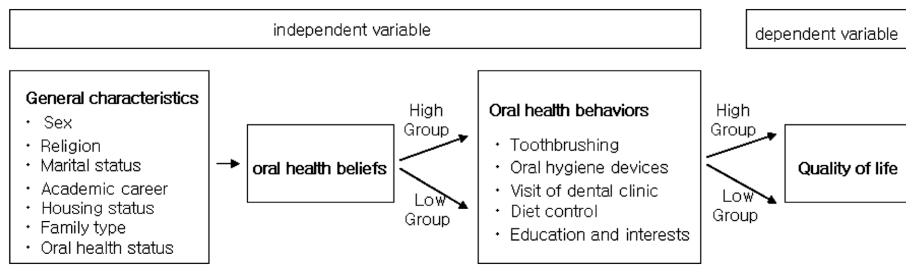 independent variable
dependent variable
General characteristics
· Sex
· Religion
· Marital status
· Academic career
· Housing status
· Family type
· Oral health status
oral health beliefs
High
Group
Low
Group
Oral health behaviors
· Toothbrushing
· Oral hygiene devices
· Visit of dental clinic
· Diet control
· Education and interests
High
Group
Low
Group
Quality of life